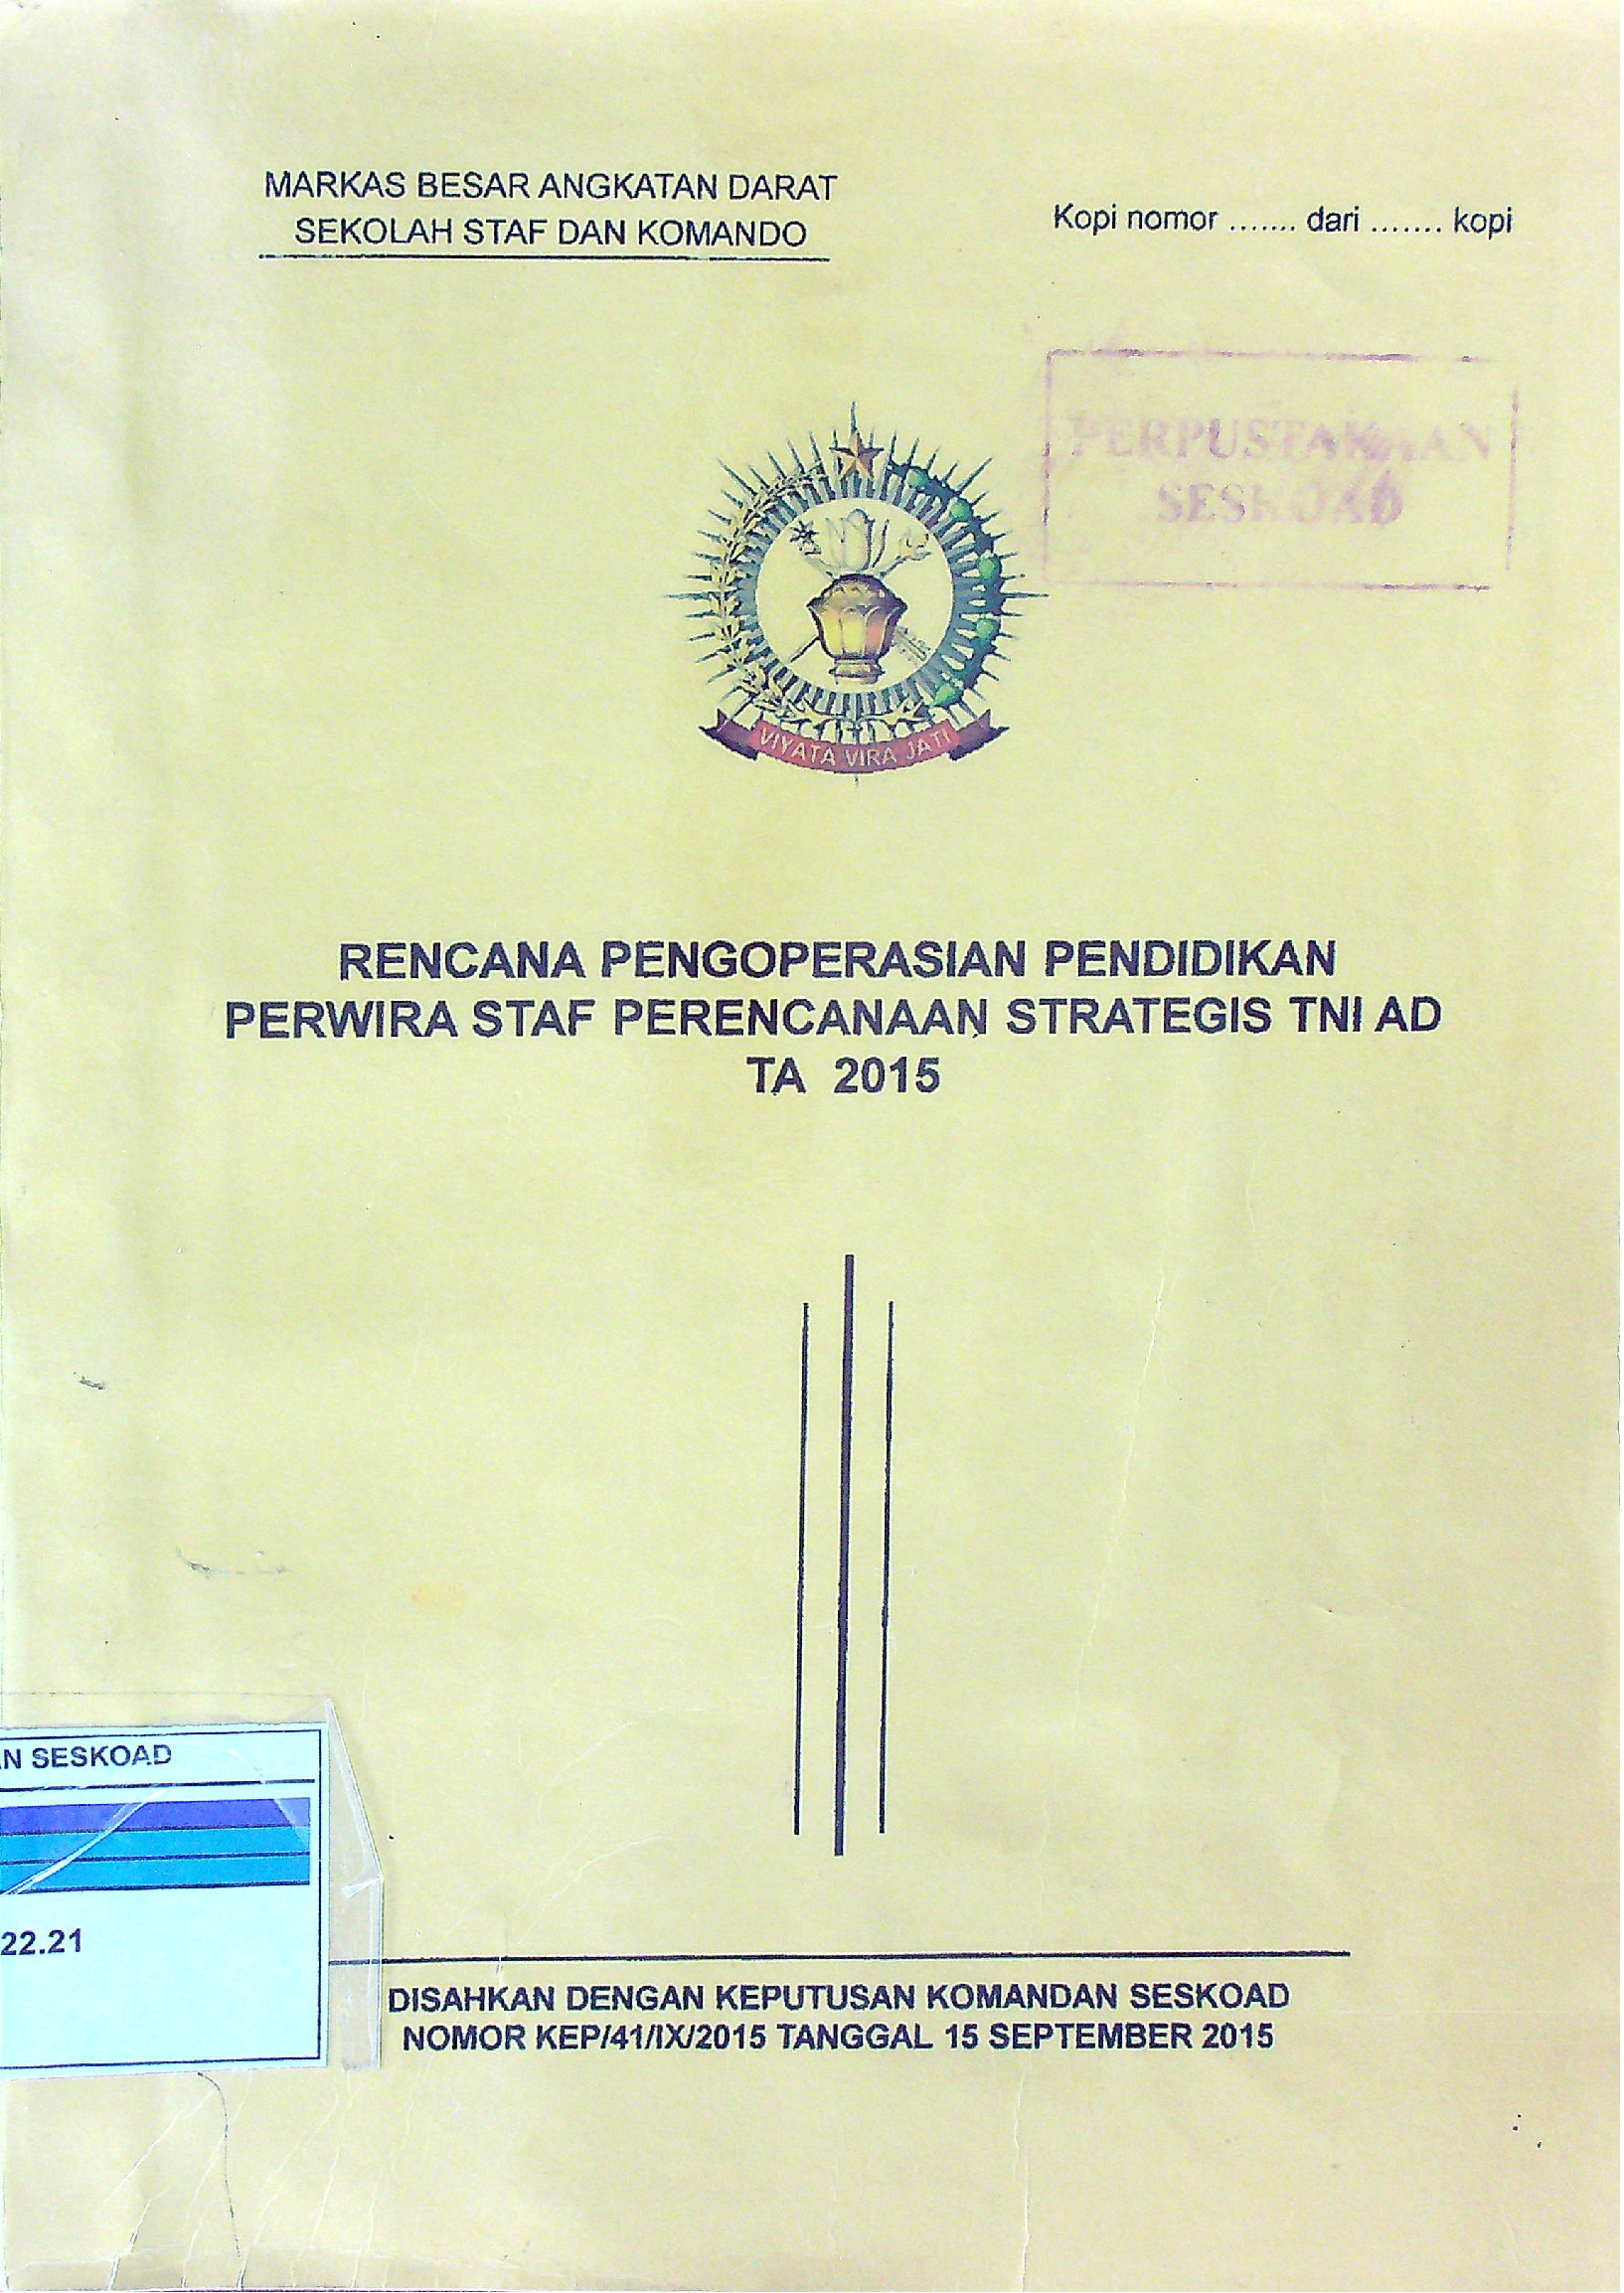 MARKAS BESAR ANGKATAN DARAT
SEKOLAH STAF DAN KOMANDO
Kopi nomor ....... dari ....... kopi
PERPUSTAKAAN
SESKOAD
VIYATA VIRA JATI
RENCANA PENGOPERASIAN PENDIDIKAN
PERWIRA STAF PERENCANAAN STRATEGIS TNI AD
TA 2015
AN SESKOAD
22.21
DISAHKAN DENGAN KEPUTUSAN KOMANDAN SESKOAD
NOMOR KEP/41/IX/2015 TANGGAL 15 SEPTEMBER 2015